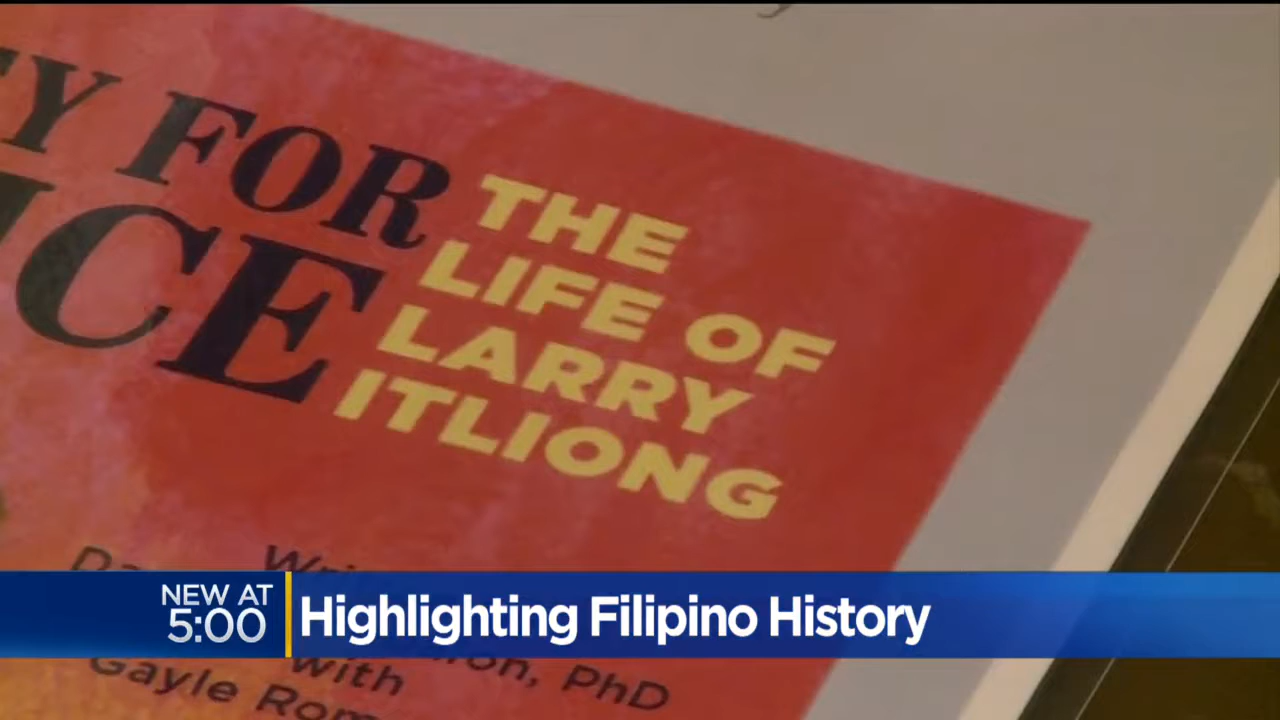 Y FOR
ICE
THE
LIFE OF
LARRY
ITLIONG
with
PhD
Gayle
NEW AT
5:00
Highlighting Filipino History